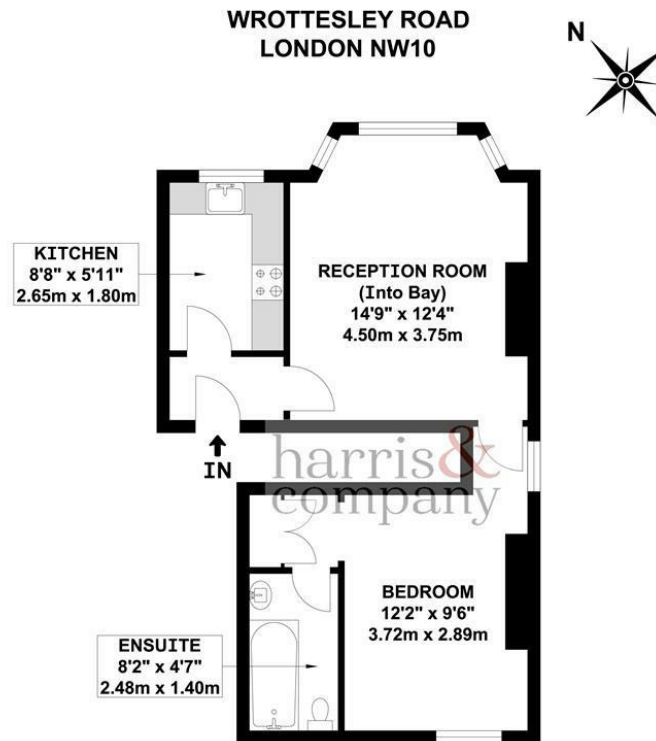 WROTTESLEY ROAD
LONDON NW10
N
KITCHEN
8'8" x 5'11"
2.65m x 1.80m
RECEPTION ROOM
(Into Bay)
14'9" x 12'4"
4.50m x 3.75m
IN
harris&
company
BEDROOM
12'2" x 9'6"
3.72m x 2.89m
ENSUITE
8'2" x 4'7"
2.48m x 1.40m